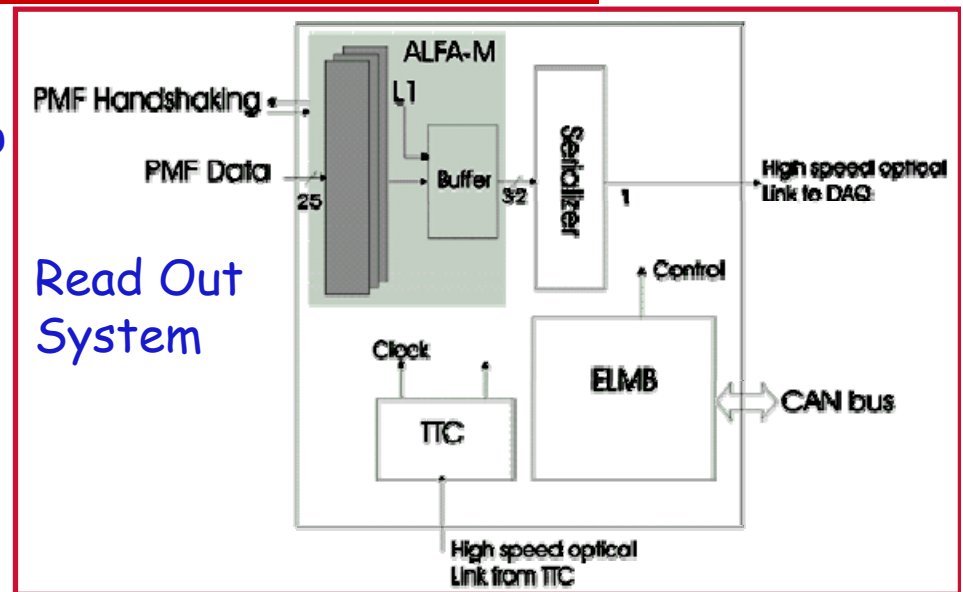 ALFA-M
PMF Handshaking
L1
PMF Data
25
Buffer
32
Serializer
1
High speed optical
Link to DAQ
Read Out
System
Control
Clock
ELMB
CAN bus
TTC
High speed optical
Link from TTC